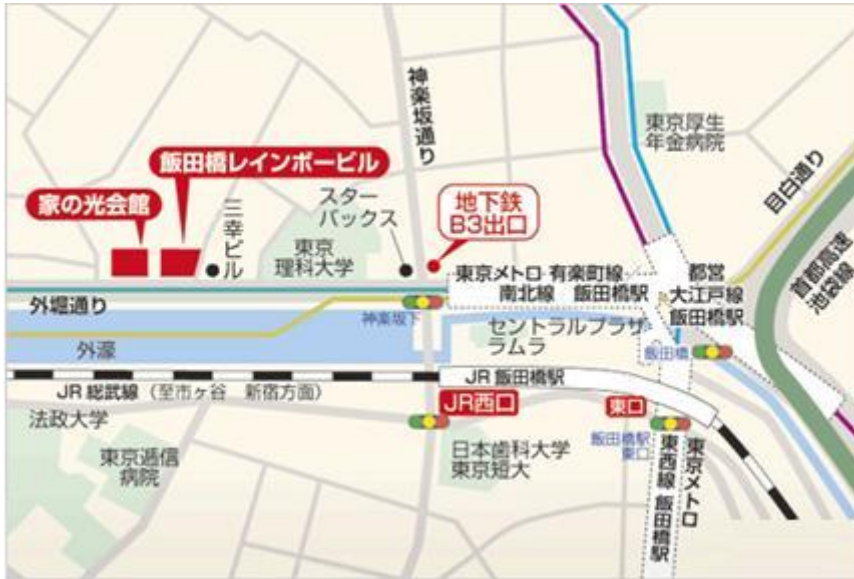 神楽坂通り
東京厚生
年金病院
目白通り
首都高速
池袋線
飯田橋レインボービル
家の光会館
三幸ビル
スター
バックス
東京
理科大学
地下鉄
B3出口
東京メトロ 有楽町線
南北線 飯田橋駅
都営
大江戸線
飯田橋駅
外堀通り
神楽坂下
セントラルプラザ
ラムラ
飯田橋
外濠
JR 飯田橋駅
JR 総武線（至市ヶ谷 新宿方面）
JR西口
東口
法政大学
東京逓信
病院
日本歯科大学
東京短大
飯田橋駅
東口
東京メトロ
東西線 飯田橋駅